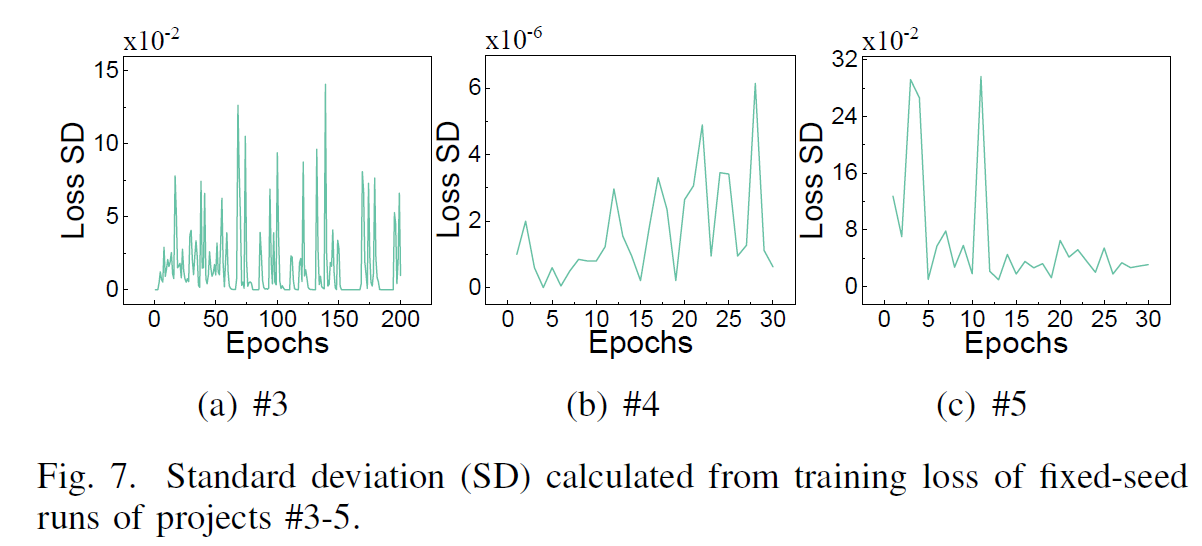 x10-2
15
10
5
0
Loss SD
0 50 100 150 200
Epochs
(a) #3
x10-6
6
4
2
0
Loss SD
0 5 10 15 20 25 30
Epochs
(b) #4
x10-2
32
24
16
8
0
Loss SD
0 5 10 15 20 25 30
Epochs
(c) #5
Fig. 7. Standard deviation (SD) calculated from training loss of fixed-seed
runs of projects #3-5.